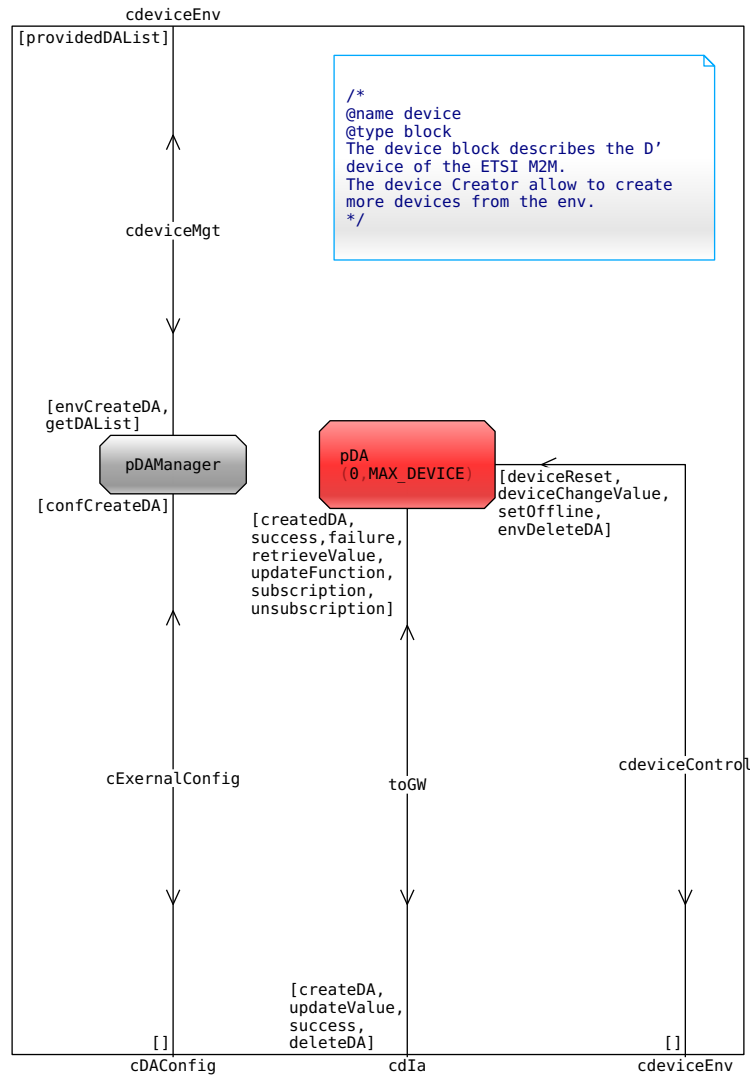 cdeviceEnv
[providedDAList]
/*
@name device
@type block
The device block describes the D’
device of the ETSI M2M.
The device Creator allow to create
more devices from the env.
*/
cdeviceMgt
[envCreateDA,
getDAList]
pDAManager
[confCreateDA]
pDA
(0,MAX_DEVICE)
[deviceReset,
deviceChangeValue,
setOffline,
envDeleteDA]
[createdDA,
success,failure,
retrieveValue,
updateFunction,
subscription,
unsubscription]
cExernalConfig
toGW
cdeviceControl
[createDA,
updateValue,
success,
deleteDA]
[]
[]
cDAConfig
cdIa
cdeviceEnv